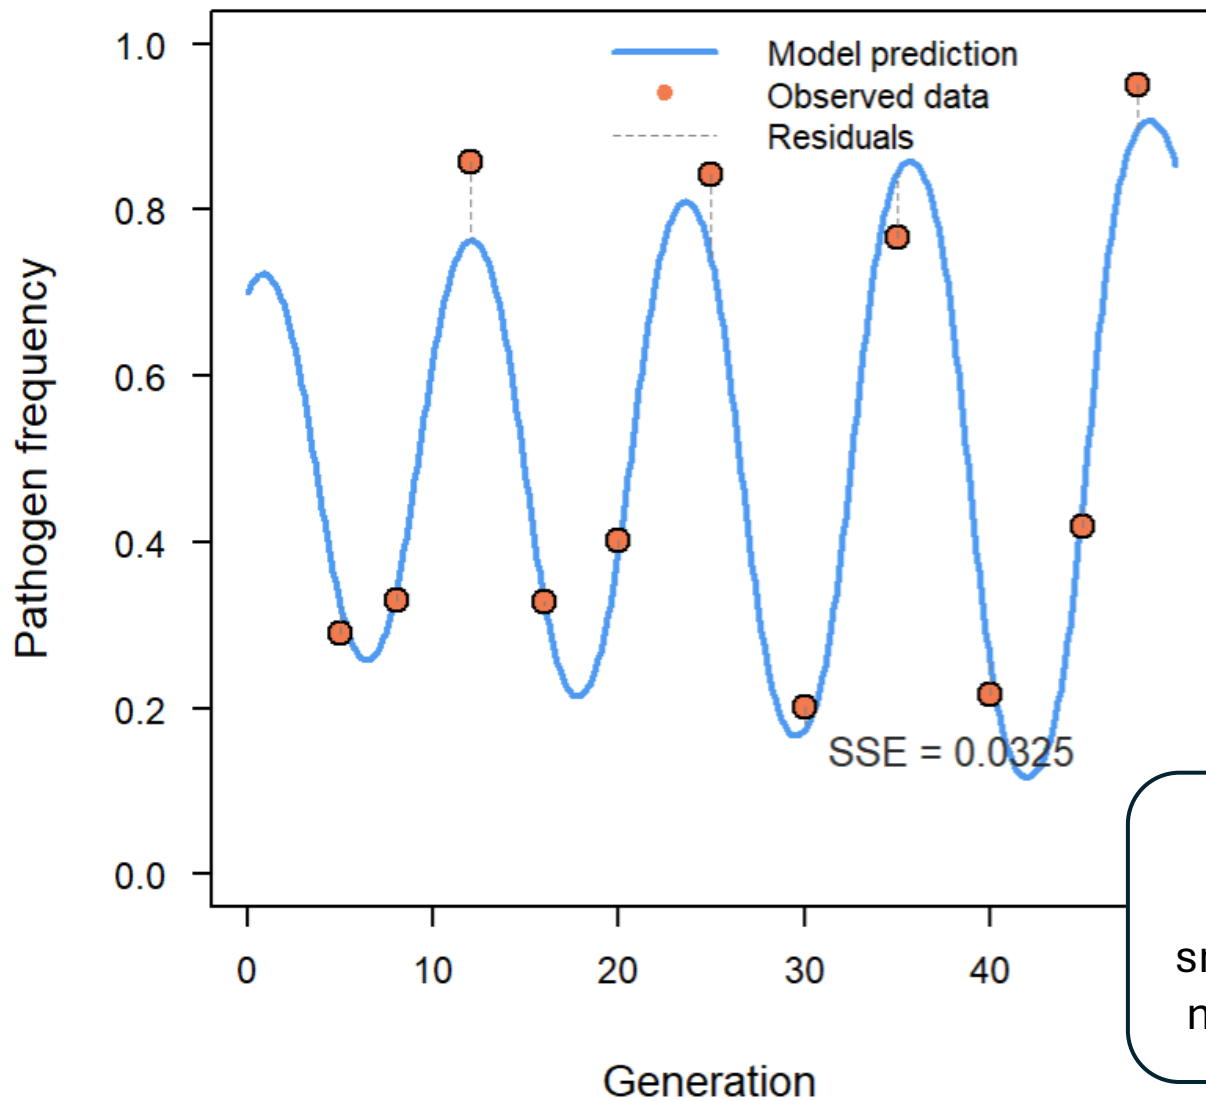 1.0
0.8
0.6
0.4
0.2
0.0
Pathogen frequency
Model prediction
Observed data
Residuals
SSE = 0.0325
0 10 20 30 40
Generation